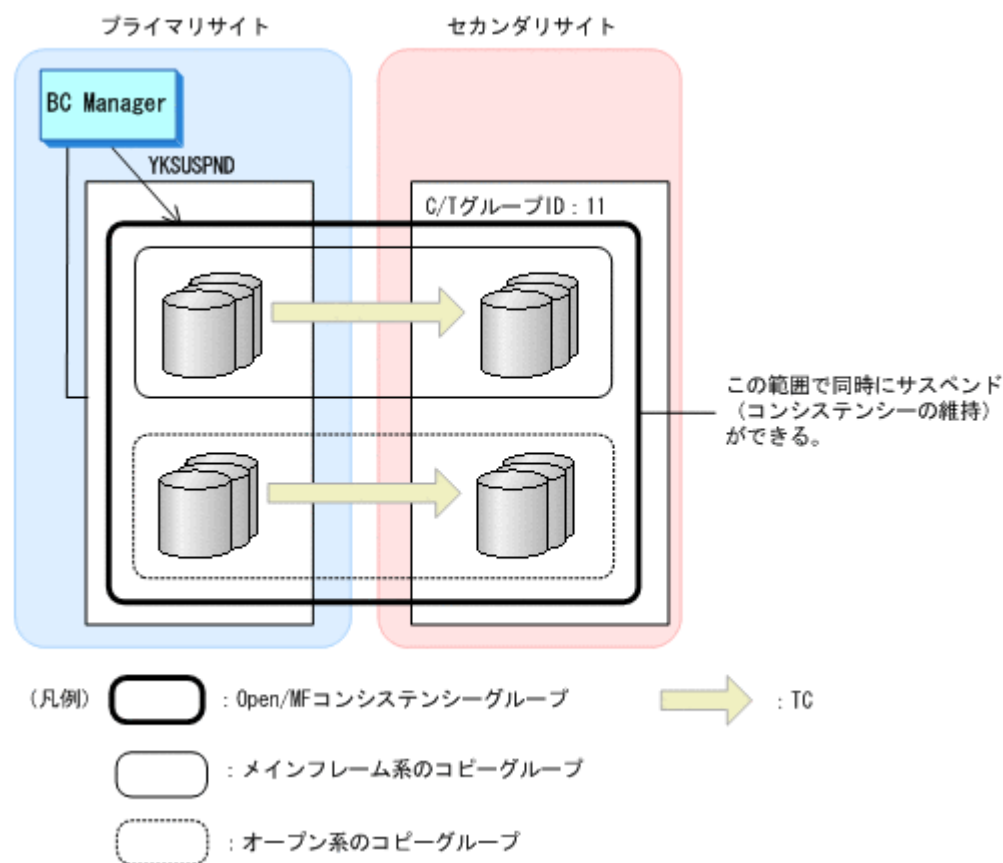 プライマリサイト
セカンダリサイト
BC Manager
YKSUSPND
C/TグループID：11
この範囲で同時にサスペンド
（コンシステンシーの維持）
ができる。
(凡例)
：Open/MFコンシステンシーグループ
：TC
：メインフレーム系のコピーグループ
：オープン系のコピーグループ